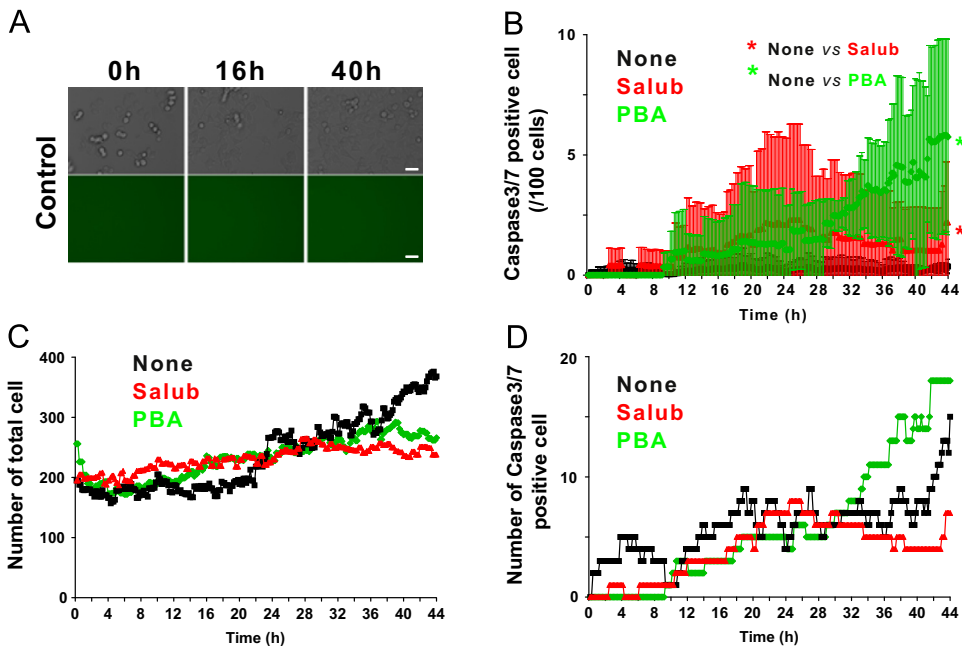 A
0h 16h 40h
Control
B
Caspase3/7 positive cell
(/100 cells)
None
Salub
PBA
* None vs Salub
* None vs PBA
10
5
0
*
*
0 4 8 12 16 20 24 28 32 36 40 44
Time (h)
C
Number of total cell
None
Salub
PBA
400
300
200
100
0
0 4 8 12 16 20 24 28 32 36 40 44
Time (h)
D
Number of Caspase3/7
positive cell
None
Salub
PBA
20
10
0
0 4 8 12 16 20 24 28 32 36 40 44
Time (h)